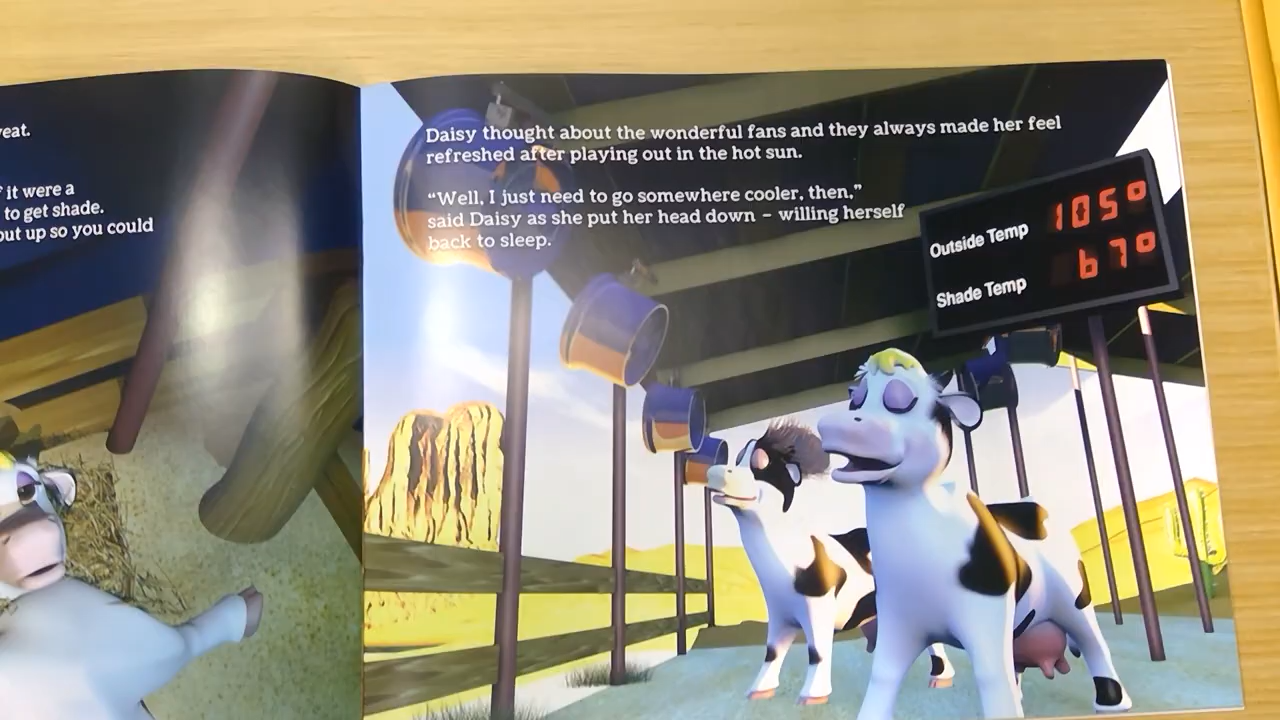 eat.
it were a
to get shade.
out up so you could
Daisy thought about the wonderful fans and they always made her feel
refreshed after playing out in the hot sun.
“Well, I just need to go somewhere cooler, then,”
said Daisy as she put her head down – willing herself
back to sleep.
Outside Temp 105°
Shade Temp 67°